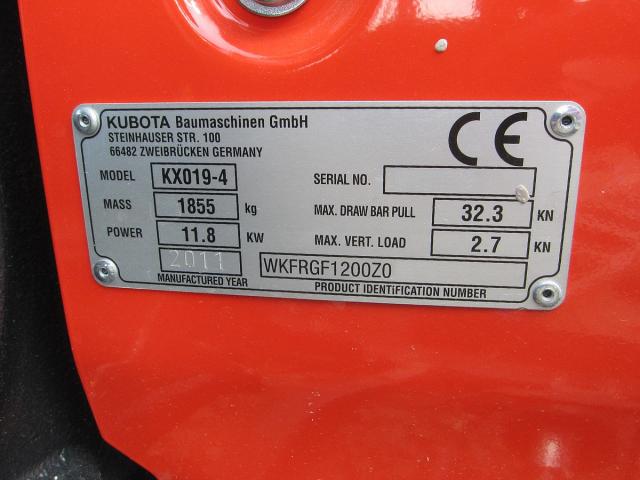 KUBOTA Baumaschinen GmbH
STEINHAUSER STR. 100
66482 ZWEIBRÜCKEN GERMANY
CE
MODEL KX019-4
SERIAL NO.
MASS 1855 kg
MAX. DRAW BAR PULL 32.3 KN
POWER 11.8 KW
MAX. VERT. LOAD 2.7 KN
2011
MANUFACTURED YEAR
WKFRGF1200Z0
PRODUCT IDENTIFICATION NUMBER